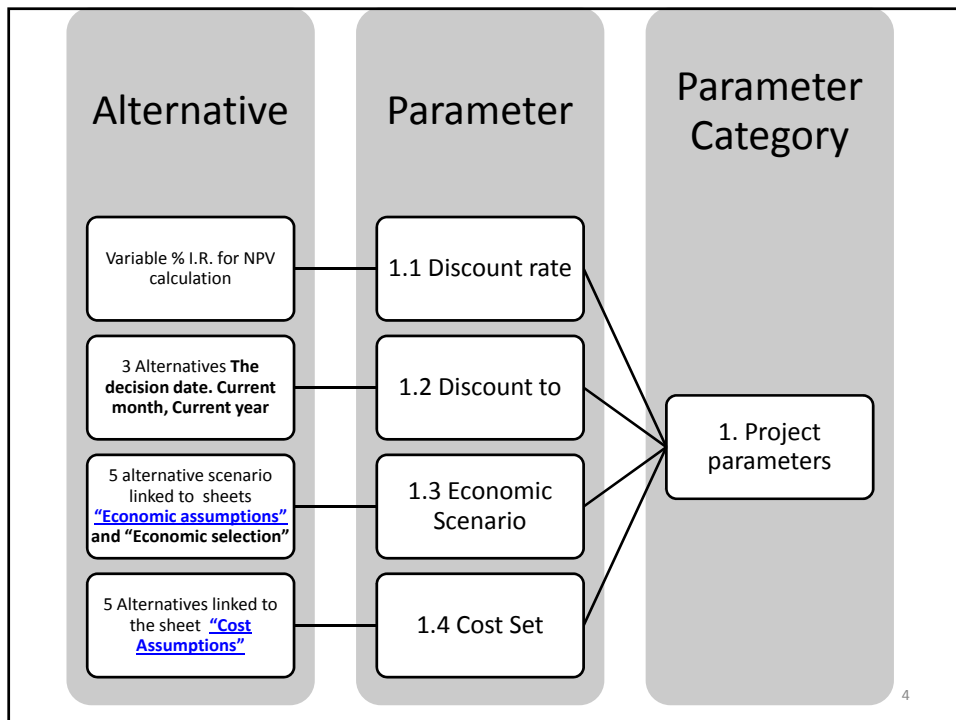 Alternative
Parameter
Parameter
Category
Variable % I.R. for NPV
calculation
1.1 Discount rate
3 Alternatives The
decision date. Current
month, Current year
1.2 Discount to
1. Project
parameters
5 alternative scenario
linked to sheets
“Economic assumptions”
and “Economic selection”
1.3 Economic
Scenario
5 Alternatives linked to
the sheet “Cost
Assumptions”
1.4 Cost Set
4